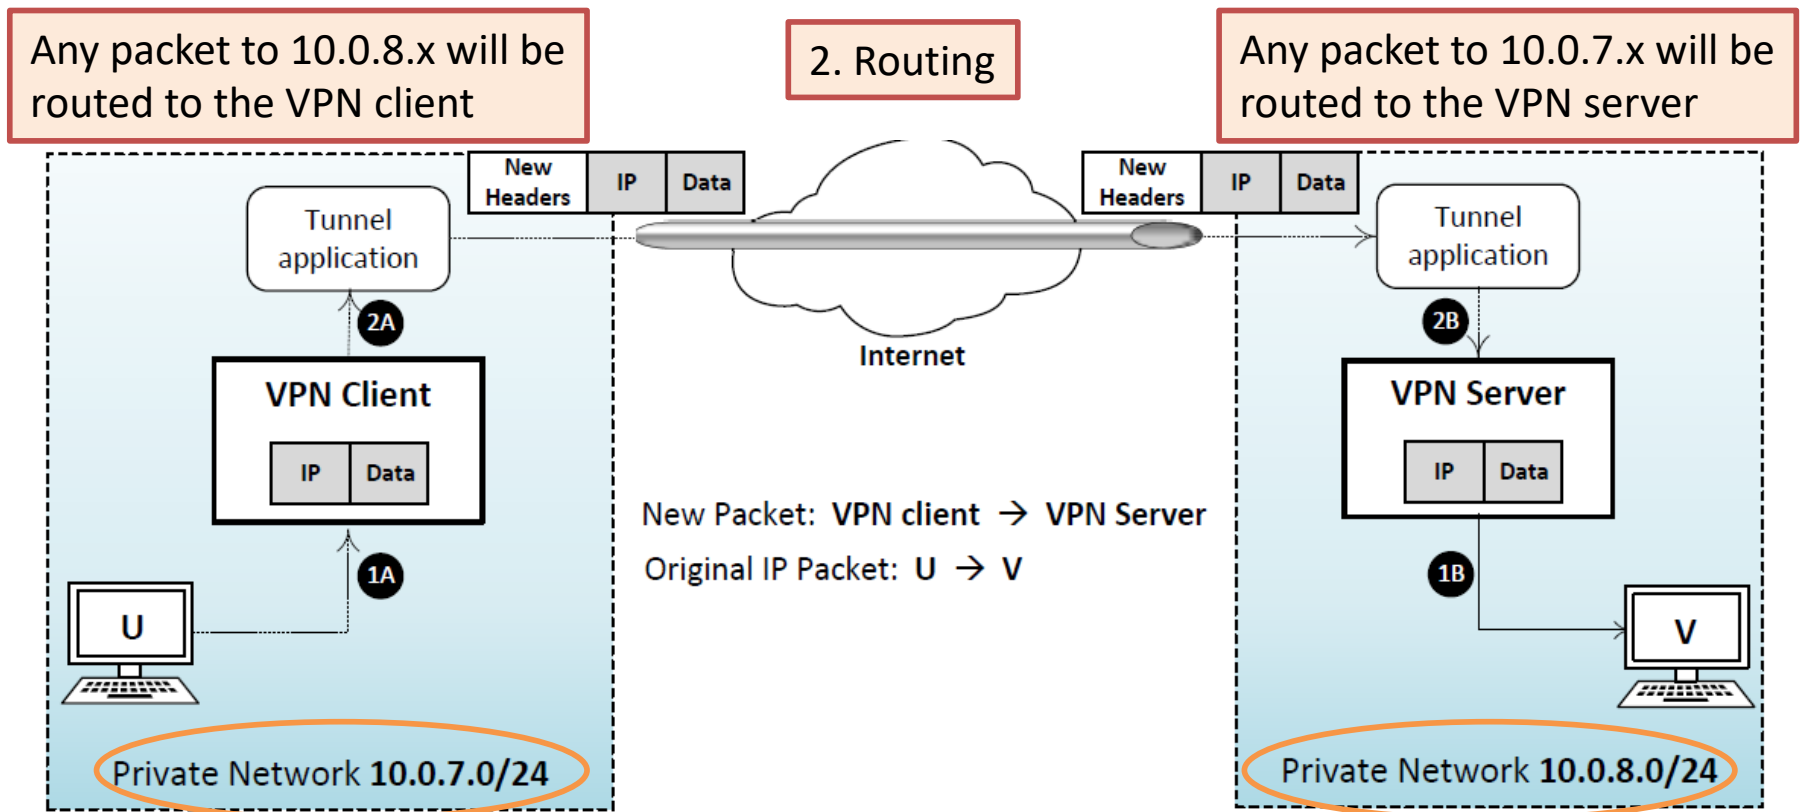 Any packet to 10.0.8.x will be
routed to the VPN client
2. Routing
Any packet to 10.0.7.x will be
routed to the VPN server
New
Headers
IP
Data
New
Headers
IP
Data
Tunnel
application
Tunnel
application
2A
2B
Internet
VPN Client
IP
Data
VPN Server
IP
Data
New Packet: VPN client → VPN Server
Original IP Packet: U → V
1A
1B
U
V
Private Network 10.0.7.0/24
Private Network 10.0.8.0/24